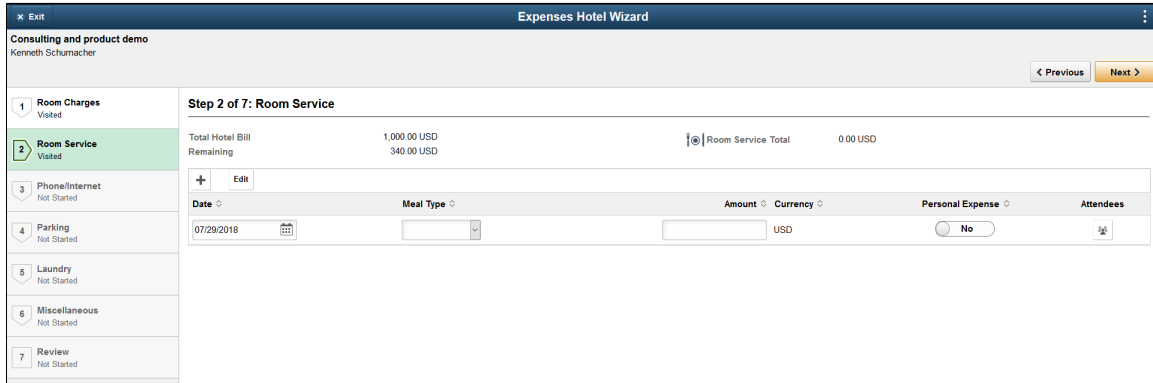 Exit
Expenses Hotel Wizard
Consulting and product demo
Kenneth Schumacher
Previous
Next
1 Room Charges
Visited
2 Room Service
Visited
3 Phone/Internet
Not Started
4 Parking
Not Started
5 Laundry
Not Started
6 Miscellaneous
Not Started
7 Review
Not Started
Step 2 of 7: Room Service
Total Hotel Bill 1,000.00 USD Room Service Total 0.00 USD
Remaining 340.00 USD
+ Edit
Date Meal Type Amount Currency Personal Expense Attendees
07/29/2018 USD No